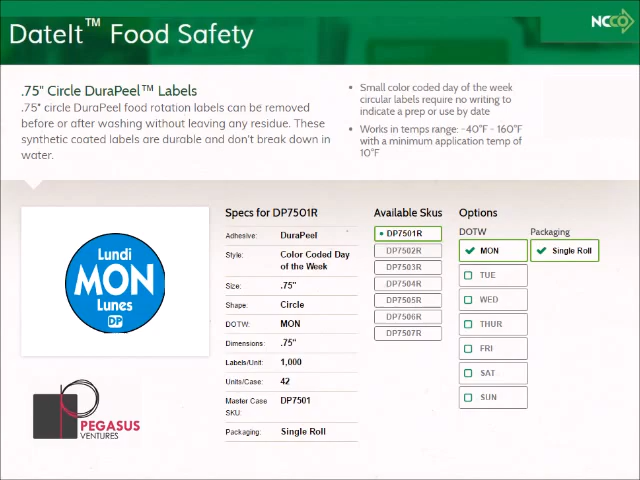 DateIt™ Food Safety
NCCO
.75" Circle DuraPeel™ Labels
.75" circle DuraPeel food rotation labels can be removed
before or after washing without leaving any residue. These
synthetic coated labels are durable and don't break down in
water.
• Small color coded day of the week
circular labels require no writing to
indicate a prep or use by date
• Works in temps range: -40°F - 160°F
with a minimum application temp of
10°F
Lundi
MON
Lunes
DP
PEGASUS
VENTURES
Specs for DP7501R
Adhesive: DuraPeel
Style: Color Coded Day
of the Week
Size: .75"
Shape: Circle
DOTW: MON
Dimensions: .75"
Labels/Unit: 1,000
Units/Case: 42
Master Case DP7501
SKU:
Packaging: Single Roll
Available Skus
• DP7501R
DP7502R
DP7503R
DP7504R
DP7505R
DP7506R
DP7507R
Options
DOTW
MON
TUE
WED
THUR
FRI
SAT
SUN
Packaging
Single Roll